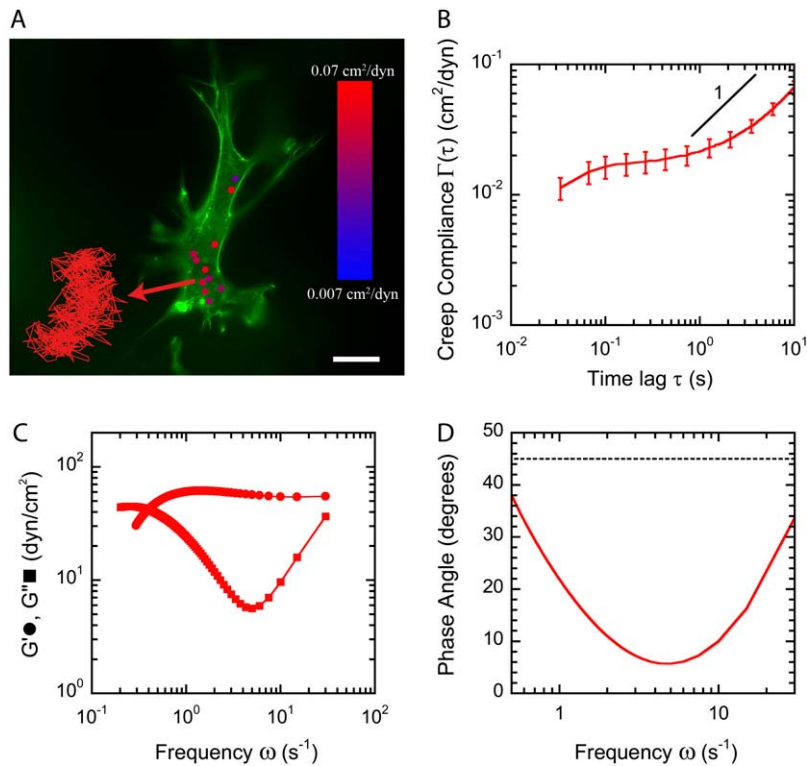 A
0.07 cm²/dyn
0.007 cm²/dyn
B
Creep Compliance Γ(τ) (cm²/dyn)
10⁻¹
10⁻²
10⁻³
1
10⁻² 10⁻¹ 10⁰ 10¹
Time lag τ (s)
C
G'●, G"■ (dyn/cm²)
10²
10¹
10⁰
10⁻¹ 10⁰ 10¹ 10²
Frequency ω (s⁻¹)
D
Phase Angle (degrees)
50
40
30
20
10
0
1 10
Frequency ω (s⁻¹)